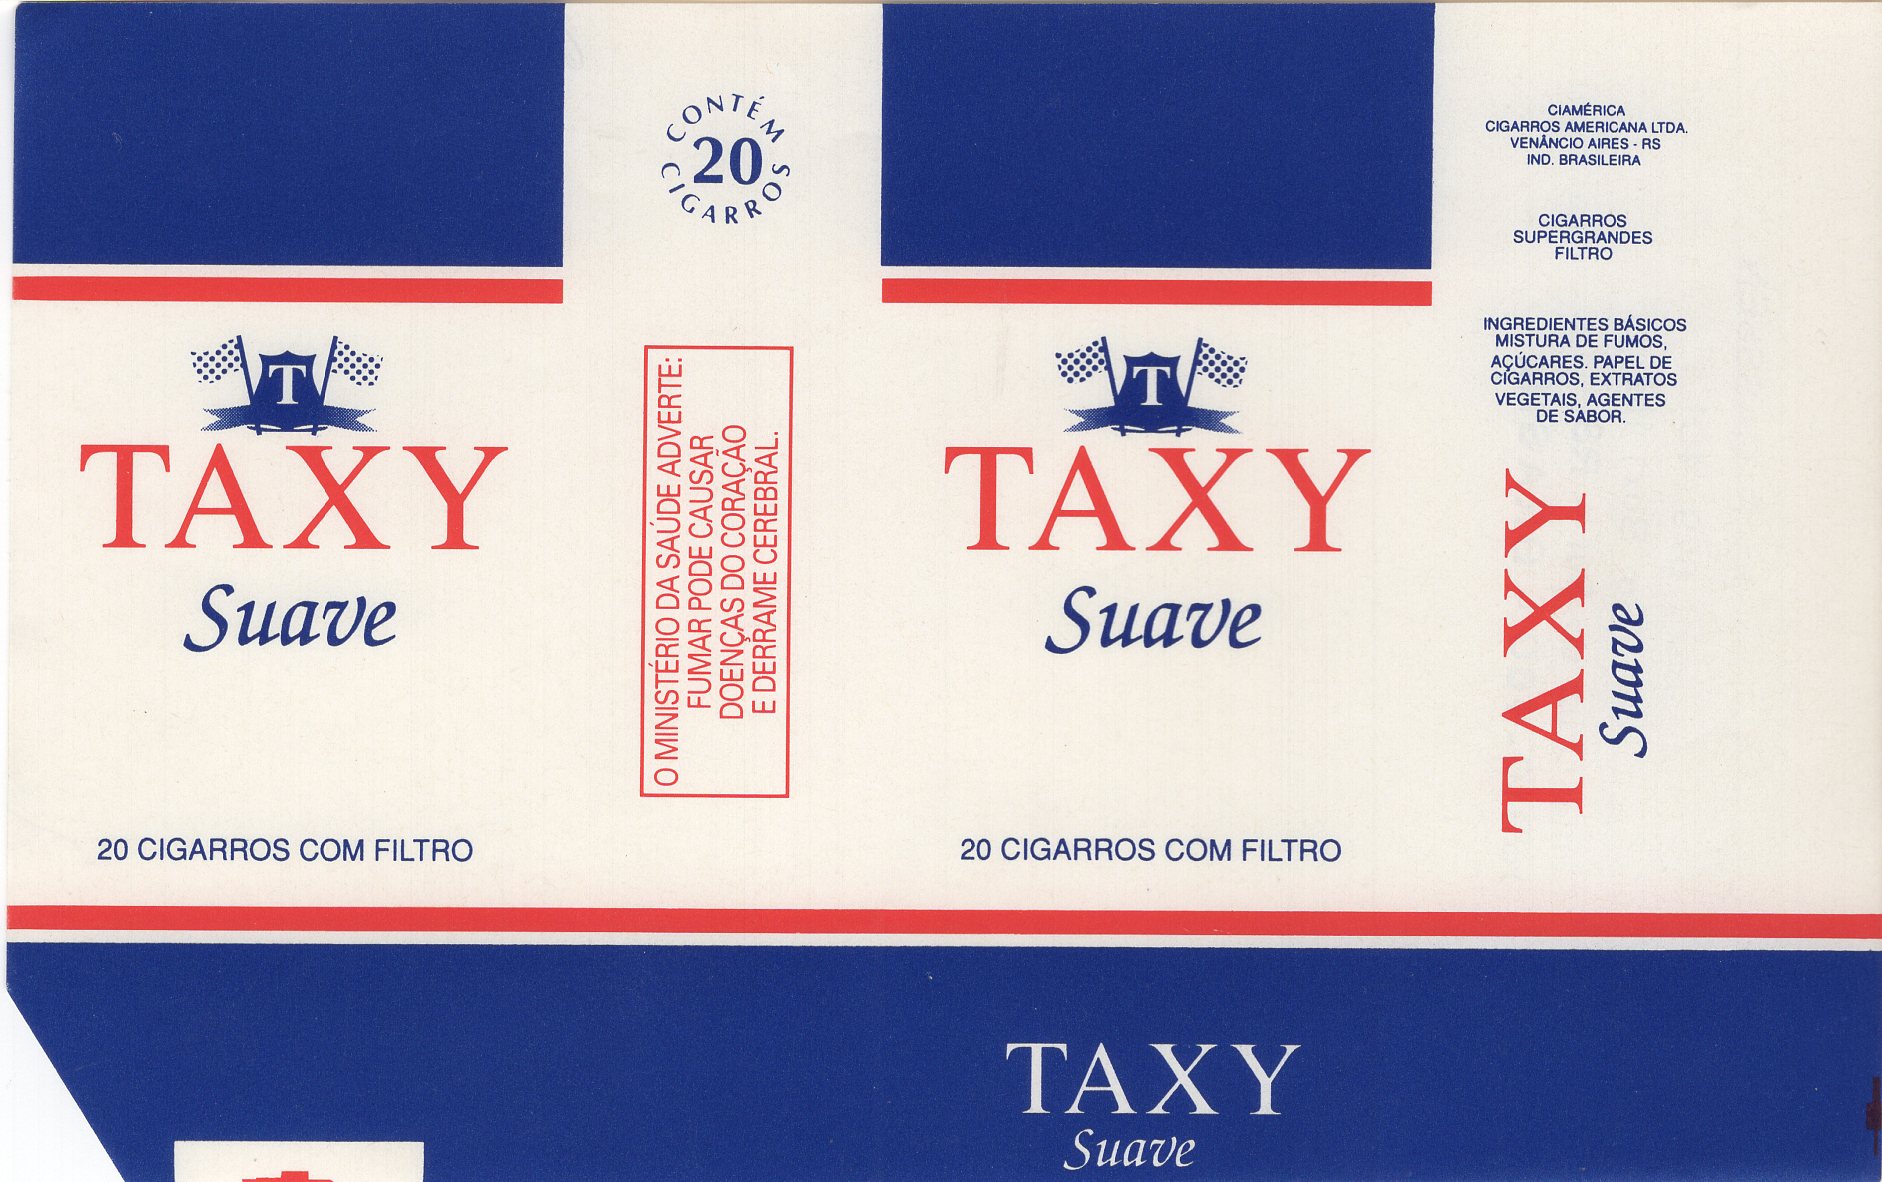 T
TAXY
Suave
20 CIGARROS COM FILTRO
CONTÉM
20
CIGARROS
O MINISTÉRIO DA SAÚDE ADVERTE:
FUMAR PODE CAUSAR
DOENÇAS DO CORAÇÃO
E DERRAME CEREBRAL.
T
TAXY
Suave
20 CIGARROS COM FILTRO
CIAMÉRICA
CIGARROS AMERICANA LTDA.
VENÂNCIO AIRES - RS
IND. BRASILEIRA
CIGARROS
SUPERGRANDES
FILTRO
INGREDIENTES BÁSICOS
MISTURA DE FUMOS,
AÇÚCARES. PAPEL DE
CIGARROS, EXTRATOS
VEGETAIS, AGENTES
DE SABOR.
TAXY
Suave
TAXY
Suave